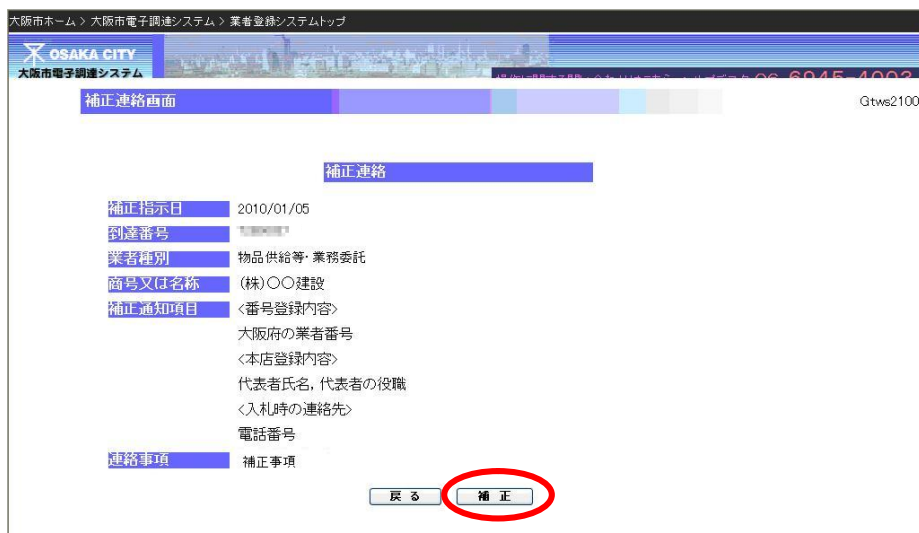 大阪市ホーム > 大阪市電子調達システム > 業者登録システムトップ
OSAKA CITY
大阪市電子調達システム
06-6945-4003
補正連絡画面
Gtws2100
補正連絡
補正指示日 2010/01/05
到達番号
業者種別 物品供給等・業務委託
商号又は名称 (株)〇〇建設
補正通知項目 <番号登録内容>
大阪府の業者番号
<本店登録内容>
代表者氏名, 代表者の役職
<入札時の連絡先>
電話番号
連絡事項 補正事項
戻 る 補 正